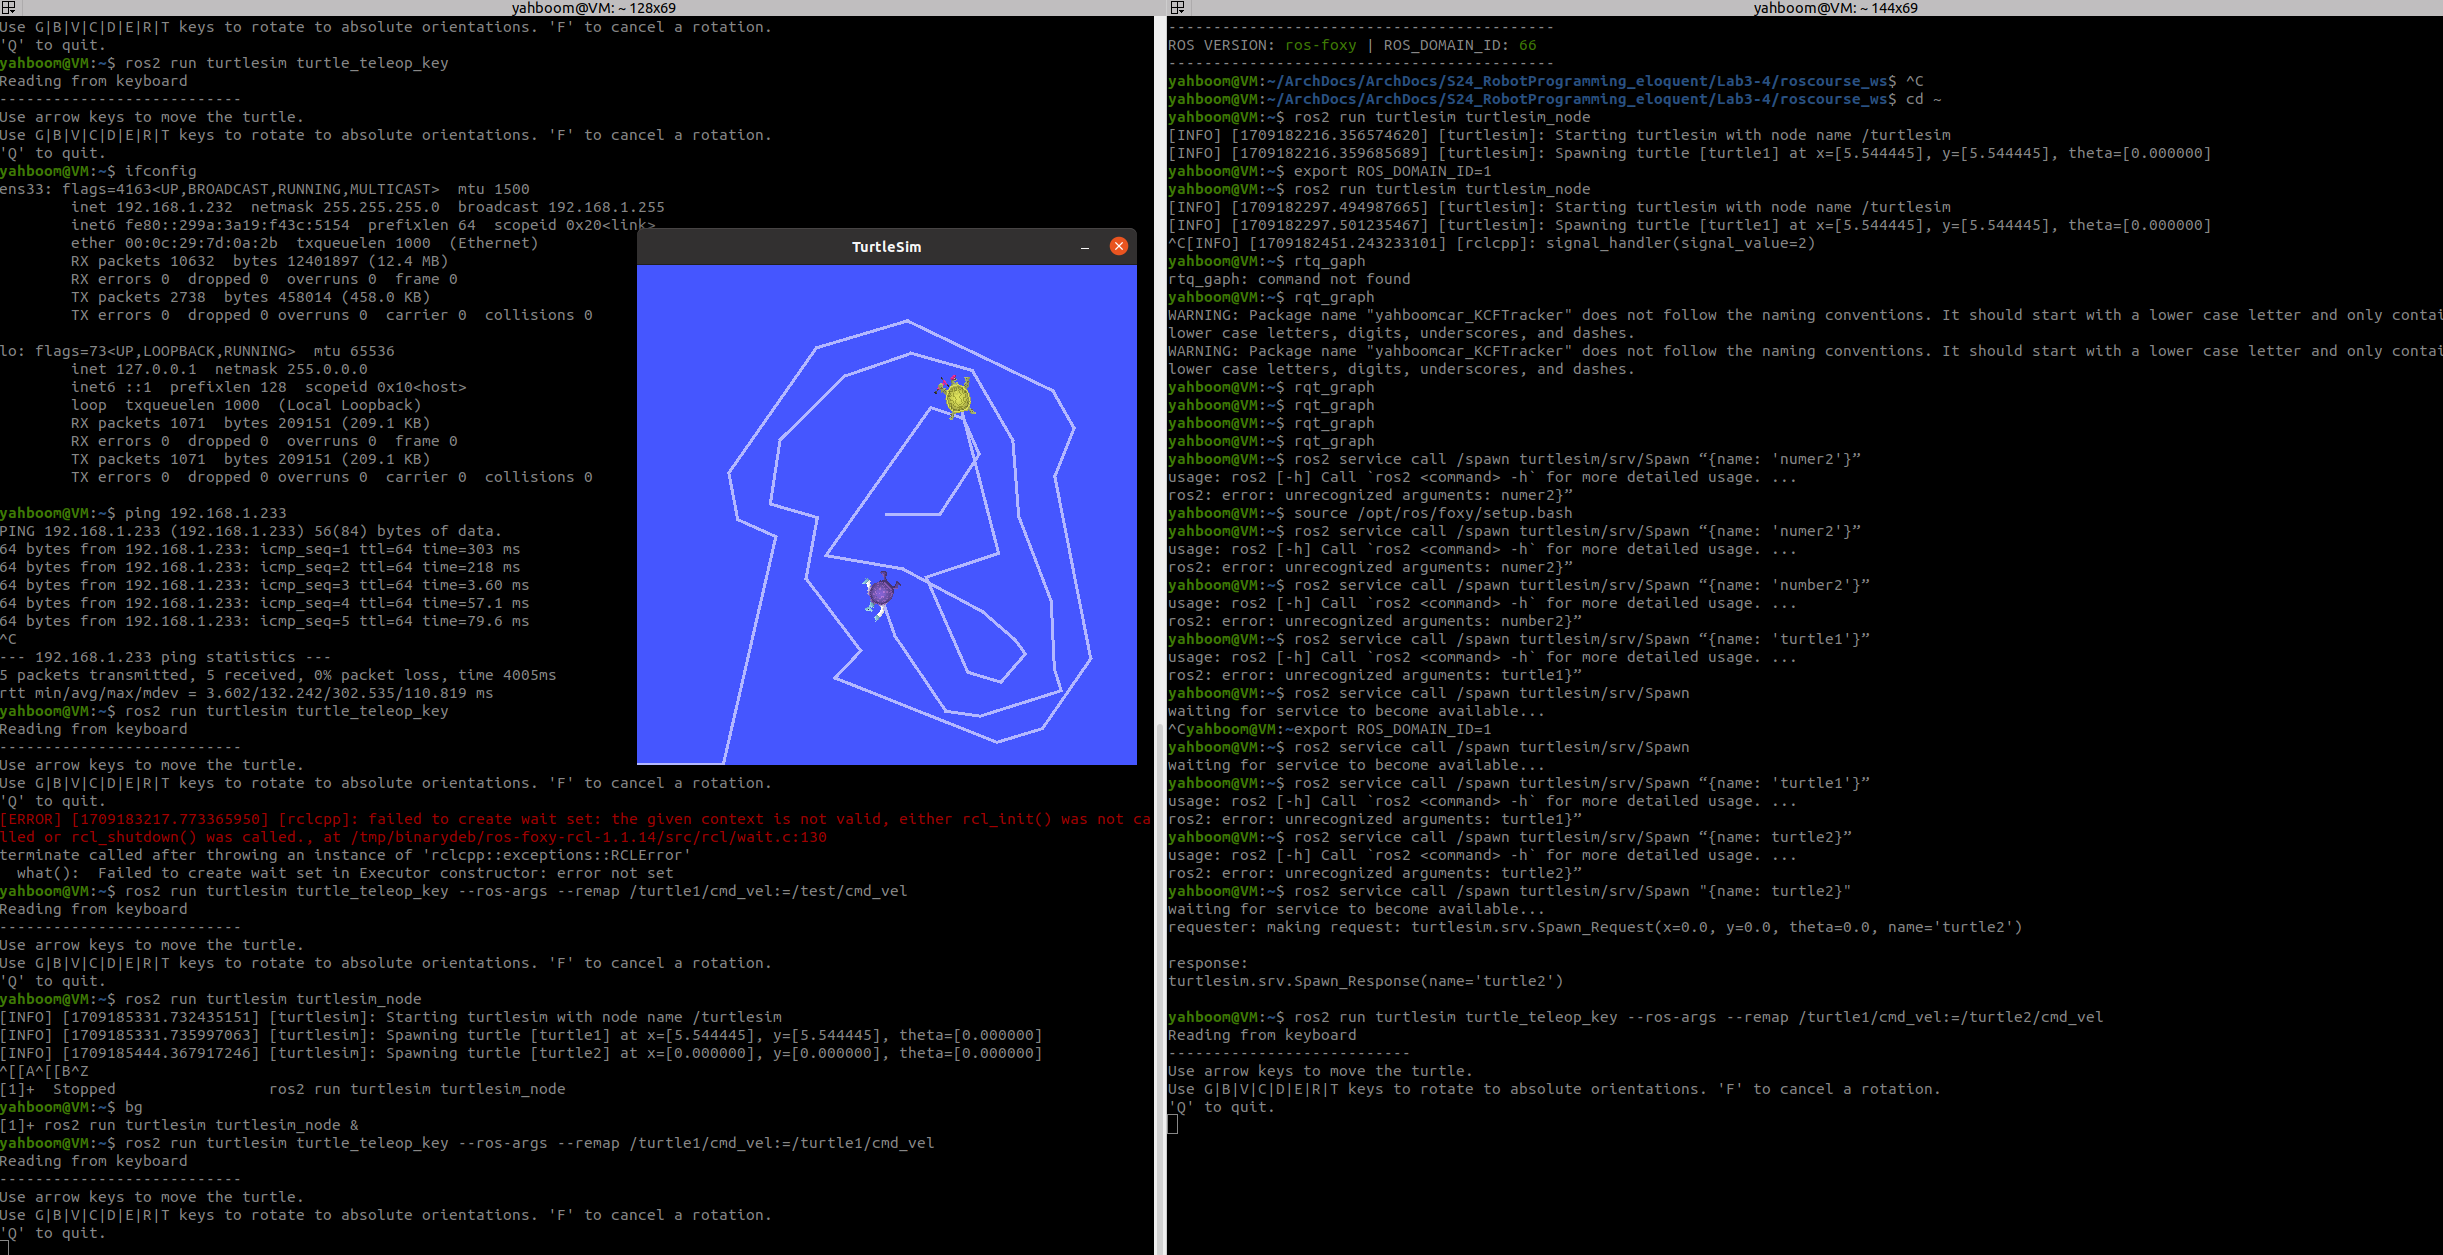 yahboom@VM: ~ 128x69
Use G|B|V|C|D|E|R|T keys to rotate to absolute orientations. 'F' to cancel a rotation.
'Q' to quit.
yahboom@VM:~$ ros2 run turtlesim turtle_teleop_key
Reading from keyboard
---------------------------
Use arrow keys to move the turtle.
Use G|B|V|C|D|E|R|T keys to rotate to absolute orientations. 'F' to cancel a rotation.
'Q' to quit.
yahboom@VM:~$ ifconfig
ens33: flags=4163<UP,BROADCAST,RUNNING,MULTICAST>  mtu 1500
        inet 192.168.1.232  netmask 255.255.255.0  broadcast 192.168.1.255
        inet6 fe80::299a:3a19:f43c:5154  prefixlen 64  scopeid 0x20<link>
        ether 00:0c:29:7d:0a:2b  txqueuelen 1000  (Ethernet)
        RX packets 10632  bytes 12401897 (12.4 MB)
        RX errors 0  dropped 0  overruns 0  frame 0
        TX packets 2738  bytes 458014 (458.0 KB)
        TX errors 0  dropped 0 overruns 0  carrier 0  collisions 0
lo: flags=73<UP,LOOPBACK,RUNNING>  mtu 65536
        inet 127.0.0.1  netmask 255.0.0.0
        inet6 ::1  prefixlen 128  scopeid 0x10<host>
        loop  txqueuelen 1000  (Local Loopback)
        RX packets 1071  bytes 209151 (209.1 KB)
        RX errors 0  dropped 0  overruns 0  frame 0
        TX packets 1071  bytes 209151 (209.1 KB)
        TX errors 0  dropped 0 overruns 0  carrier 0  collisions 0
yahboom@VM:~$ ping 192.168.1.233
PING 192.168.1.233 (192.168.1.233) 56(84) bytes of data.
64 bytes from 192.168.1.233: icmp_seq=1 ttl=64 time=303 ms
64 bytes from 192.168.1.233: icmp_seq=2 ttl=64 time=218 ms
64 bytes from 192.168.1.233: icmp_seq=3 ttl=64 time=3.60 ms
64 bytes from 192.168.1.233: icmp_seq=4 ttl=64 time=57.1 ms
64 bytes from 192.168.1.233: icmp_seq=5 ttl=64 time=79.6 ms
^C
--- 192.168.1.233 ping statistics ---
5 packets transmitted, 5 received, 0% packet loss, time 4005ms
rtt min/avg/max/mdev = 3.602/132.242/302.535/110.819 ms
yahboom@VM:~$ ros2 run turtlesim turtle_teleop_key
Reading from keyboard
---------------------------
Use arrow keys to move the turtle.
Use G|B|V|C|D|E|R|T keys to rotate to absolute orientations. 'F' to cancel a rotation.
'Q' to quit.
[ERROR] [1709183217.773365950] [rclcpp]: failed to create wait set: the given context is not valid, either rcl_init() was not ca
lled or rcl_shutdown() was called., at /tmp/binarydeb/ros-foxy-rcl-1.1.14/src/rcl/wait.c:130
terminate called after throwing an instance of 'rclcpp::exceptions::RCLError'
  what():  Failed to create wait set in Executor constructor: error not set
yahboom@VM:~$ ros2 run turtlesim turtle_teleop_key --ros-args --remap /turtle1/cmd_vel:=/test/cmd_vel
Reading from keyboard
---------------------------
Use arrow keys to move the turtle.
Use G|B|V|C|D|E|R|T keys to rotate to absolute orientations. 'F' to cancel a rotation.
'Q' to quit.
yahboom@VM:~$ ros2 run turtlesim turtlesim_node
[INFO] [1709185331.732435151] [turtlesim]: Starting turtlesim with node name /turtlesim
[INFO] [1709185331.735997063] [turtlesim]: Spawning turtle [turtle1] at x=[5.544445], y=[5.544445], theta=[0.000000]
[INFO] [1709185444.367917246] [turtlesim]: Spawning turtle [turtle2] at x=[0.000000], y=[0.000000], theta=[0.000000]
^[[A^[[B^Z
[1]+  Stopped                 ros2 run turtlesim turtlesim_node
yahboom@VM:~$ bg
[1]+ ros2 run turtlesim turtlesim_node &
yahboom@VM:~$ ros2 run turtlesim turtle_teleop_key --ros-args --remap /turtle1/cmd_vel:=/turtle1/cmd_vel
Reading from keyboard
---------------------------
Use arrow keys to move the turtle.
Use G|B|V|C|D|E|R|T keys to rotate to absolute orientations. 'F' to cancel a rotation.
'Q' to quit.
TurtleSim
yahboom@VM: ~ 144x69
-------------------------------------------
ROS VERSION: ros-foxy | ROS_DOMAIN_ID: 66
-------------------------------------------
yahboom@VM:~/ArchDocs/ArchDocs/S24_RobotProgramming_eloquent/Lab3-4/roscourse_ws$ ^C
yahboom@VM:~/ArchDocs/ArchDocs/S24_RobotProgramming_eloquent/Lab3-4/roscourse_ws$ cd ~
yahboom@VM:~$ ros2 run turtlesim turtlesim_node
[INFO] [1709182216.356574620] [turtlesim]: Starting turtlesim with node name /turtlesim
[INFO] [1709182216.359685689] [turtlesim]: Spawning turtle [turtle1] at x=[5.544445], y=[5.544445], theta=[0.000000]
yahboom@VM:~$ export ROS_DOMAIN_ID=1
yahboom@VM:~$ ros2 run turtlesim turtlesim_node
[INFO] [1709182297.494987665] [turtlesim]: Starting turtlesim with node name /turtlesim
[INFO] [1709182297.501235467] [turtlesim]: Spawning turtle [turtle1] at x=[5.544445], y=[5.544445], theta=[0.000000]
^C[INFO] [1709182451.243233101] [rclcpp]: signal_handler(signal_value=2)
yahboom@VM:~$ rtq_gaph
rtq_gaph: command not found
yahboom@VM:~$ rqt_graph
WARNING: Package name "yahboomcar_KCFTracker" does not follow the naming conventions. It should start with a lower case letter and only contai
lower case letters, digits, underscores, and dashes.
WARNING: Package name "yahboomcar_KCFTracker" does not follow the naming conventions. It should start with a lower case letter and only contai
lower case letters, digits, underscores, and dashes.
yahboom@VM:~$ rqt_graph
yahboom@VM:~$ rqt_graph
yahboom@VM:~$ rqt_graph
yahboom@VM:~$ rqt_graph
yahboom@VM:~$ ros2 service call /spawn turtlesim/srv/Spawn “{name: 'numer2'}”
usage: ros2 [-h] Call `ros2 <command> -h` for more detailed usage. ...
ros2: error: unrecognized arguments: numer2}”
yahboom@VM:~$ source /opt/ros/foxy/setup.bash
yahboom@VM:~$ ros2 service call /spawn turtlesim/srv/Spawn “{name: 'numer2'}”
usage: ros2 [-h] Call `ros2 <command> -h` for more detailed usage. ...
ros2: error: unrecognized arguments: numer2}”
yahboom@VM:~$ ros2 service call /spawn turtlesim/srv/Spawn “{name: 'number2'}”
usage: ros2 [-h] Call `ros2 <command> -h` for more detailed usage. ...
ros2: error: unrecognized arguments: number2}”
yahboom@VM:~$ ros2 service call /spawn turtlesim/srv/Spawn “{name: 'turtle1'}”
usage: ros2 [-h] Call `ros2 <command> -h` for more detailed usage. ...
ros2: error: unrecognized arguments: turtle1}”
yahboom@VM:~$ ros2 service call /spawn turtlesim/srv/Spawn
waiting for service to become available...
^Cyahboom@VM:~export ROS_DOMAIN_ID=1
yahboom@VM:~$ ros2 service call /spawn turtlesim/srv/Spawn
waiting for service to become available...
yahboom@VM:~$ ros2 service call /spawn turtlesim/srv/Spawn “{name: 'turtle1'}”
usage: ros2 [-h] Call `ros2 <command> -h` for more detailed usage. ...
ros2: error: unrecognized arguments: turtle1}”
yahboom@VM:~$ ros2 service call /spawn turtlesim/srv/Spawn “{name: turtle2}”
usage: ros2 [-h] Call `ros2 <command> -h` for more detailed usage. ...
ros2: error: unrecognized arguments: turtle2}”
yahboom@VM:~$ ros2 service call /spawn turtlesim/srv/Spawn "{name: turtle2}"
waiting for service to become available...
requester: making request: turtlesim.srv.Spawn_Request(x=0.0, y=0.0, theta=0.0, name='turtle2')
response:
turtlesim.srv.Spawn_Response(name='turtle2')
yahboom@VM:~$ ros2 run turtlesim turtle_teleop_key --ros-args --remap /turtle1/cmd_vel:=/turtle2/cmd_vel
Reading from keyboard
---------------------------
Use arrow keys to move the turtle.
Use G|B|V|C|D|E|R|T keys to rotate to absolute orientations. 'F' to cancel a rotation.
'Q' to quit.